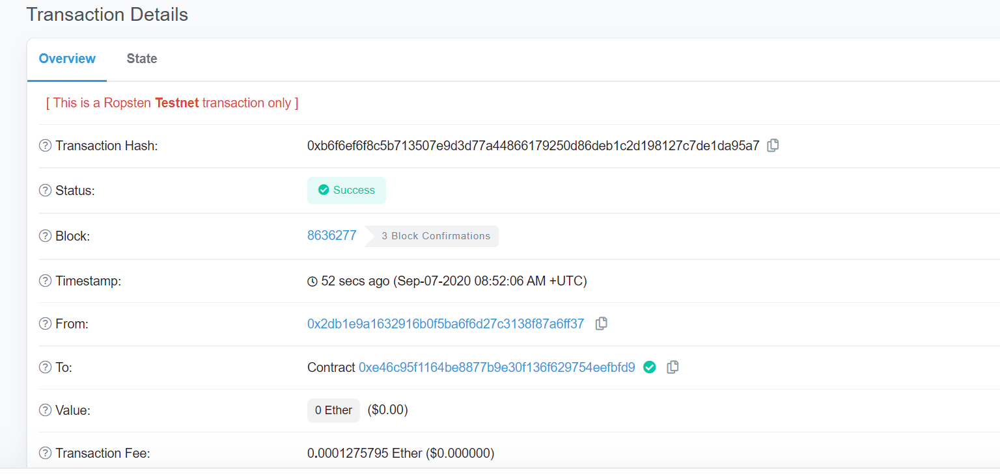 Transaction Details
Overview State
[ This is a Ropsten Testnet transaction only ]
? Transaction Hash: 0xb6f6ef6f8c5b713507e9d3d77a44866179250d86deb1c2d198127c7de1da95a7
? Status: Success
? Block: 8636277 3 Block Confirmations
? Timestamp: 52 secs ago (Sep-07-2020 08:52:06 AM +UTC)
? From: 0x2db1e9a1632916b0f5ba6f6d27c3138f87a6ff37
? To: Contract 0xe46c95f1164be8877b9e30f136f629754eefbfd9
? Value: 0 Ether ($0.00)
? Transaction Fee: 0.0001275795 Ether ($0.000000)